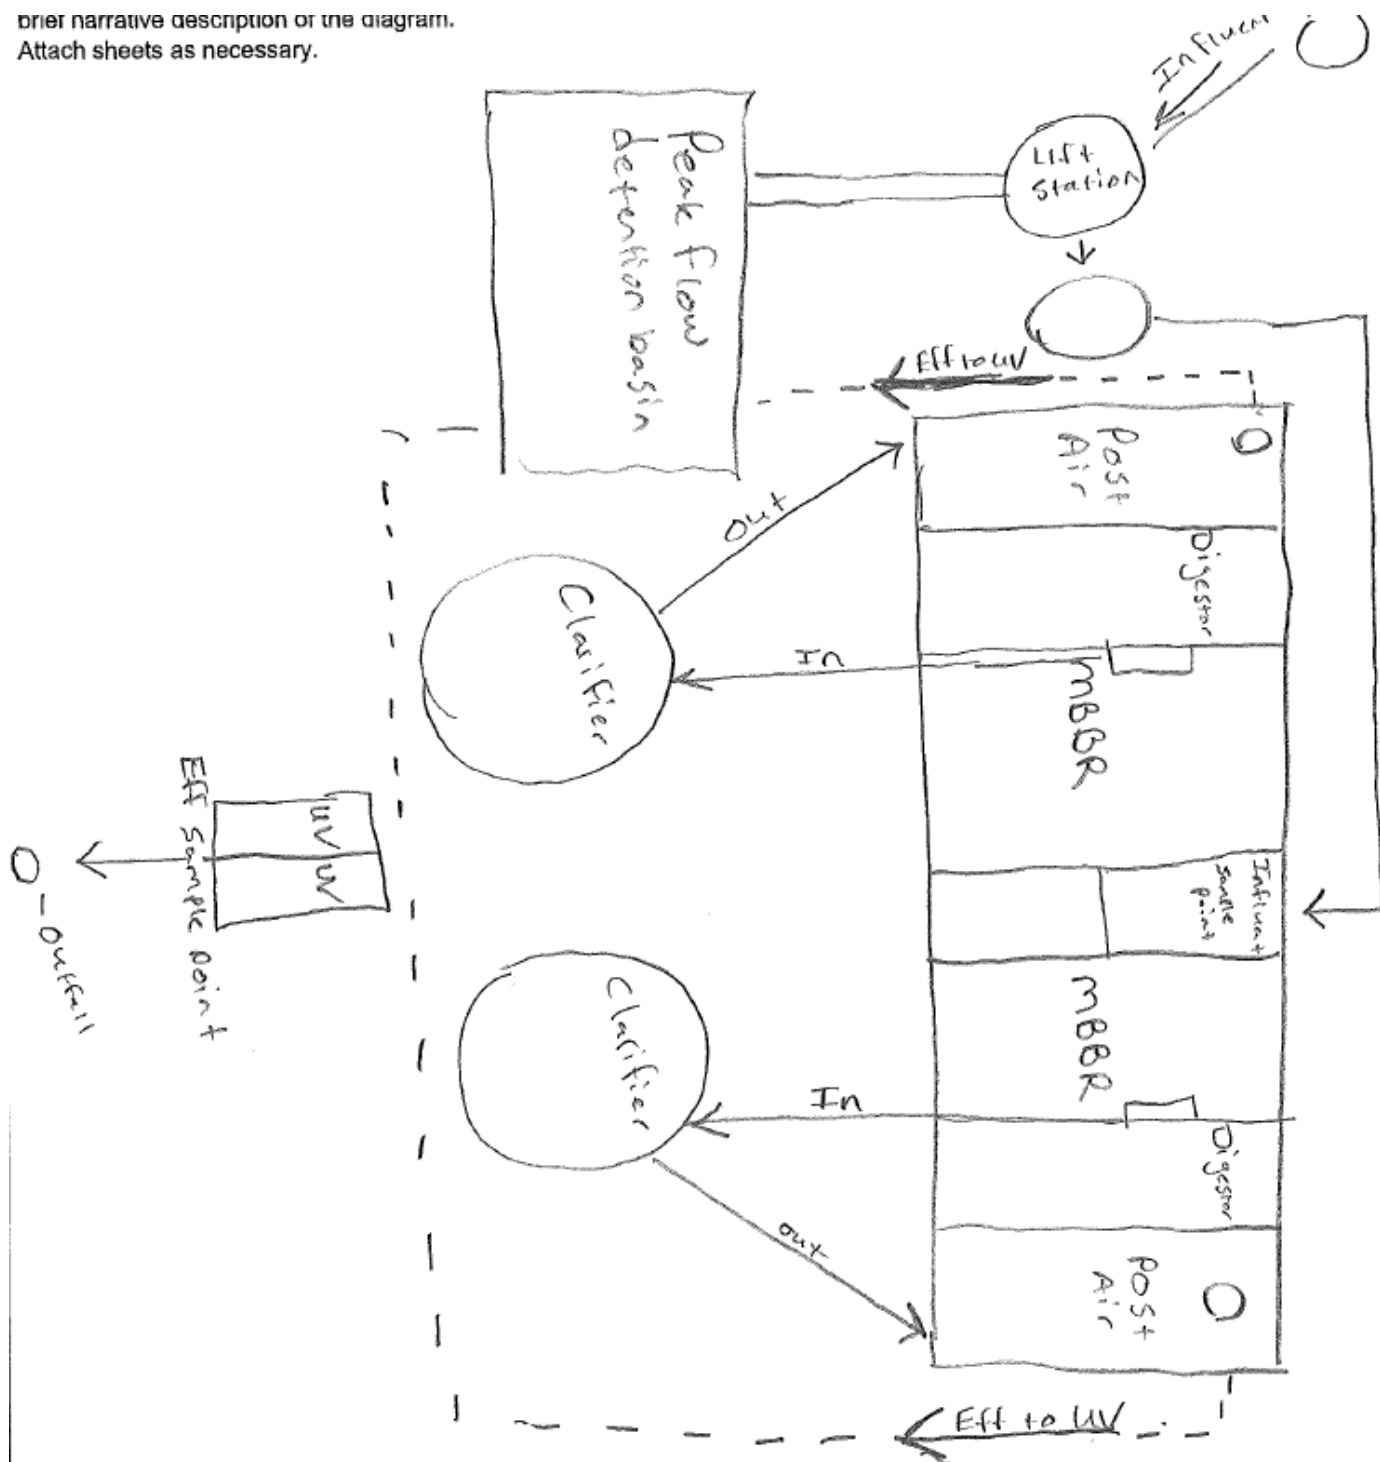 brief narrative description of the diagram.
Attach sheets as necessary.
Influent
Lift
Station
Peak flow
detention basin
Eff to UV
Post
Air
Digestor
MBBR
Out
In
Clarifier
Influent
sample
point
UV
UV
Eff sample point
Outfall
MBBR
Clarifier
In
Digestor
out
Post
Air
Eff to UV